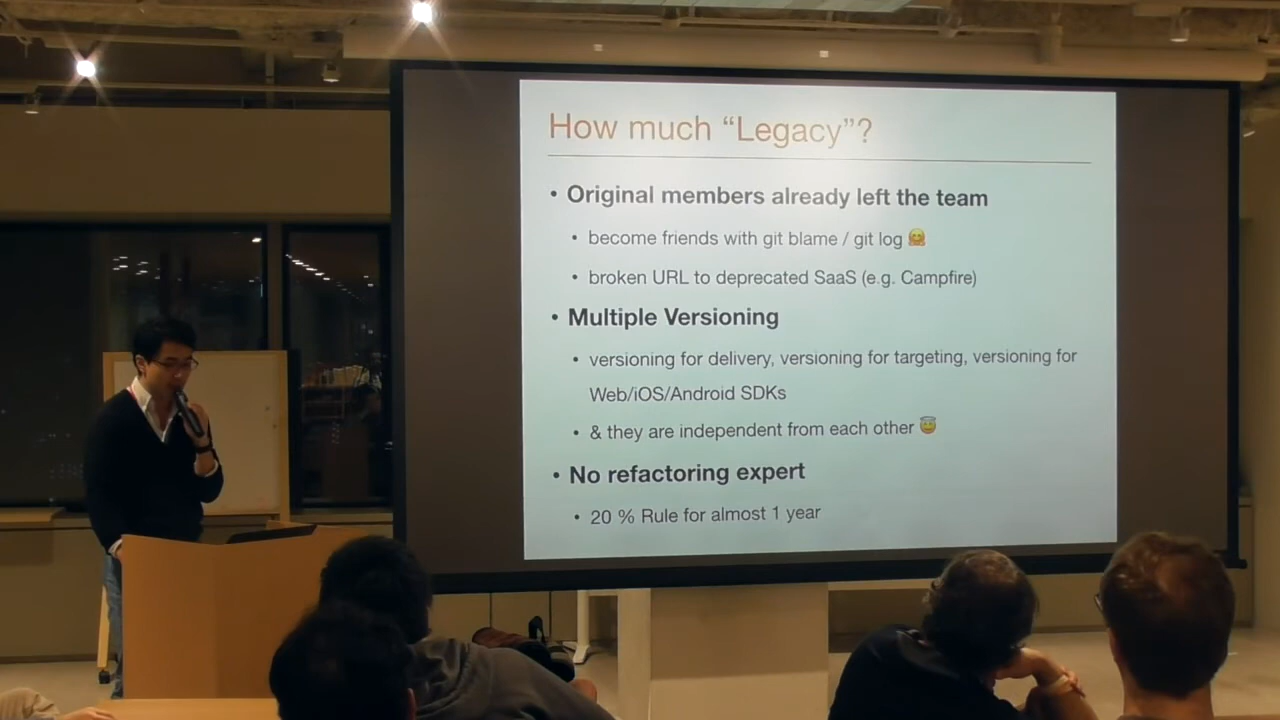 How much “Legacy”?
• Original members already left the team
• become friends with git blame / git log 🤗
• broken URL to deprecated SaaS (e.g. Campfire)
• Multiple Versioning
• versioning for delivery, versioning for targeting, versioning for
Web/iOS/Android SDKs
• & they are independent from each other 😇
• No refactoring expert
• 20 % Rule for almost 1 year